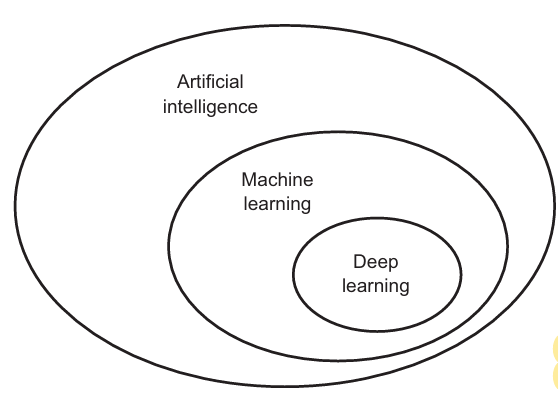 Artificial
intelligence
Machine
learning
Deep
learning